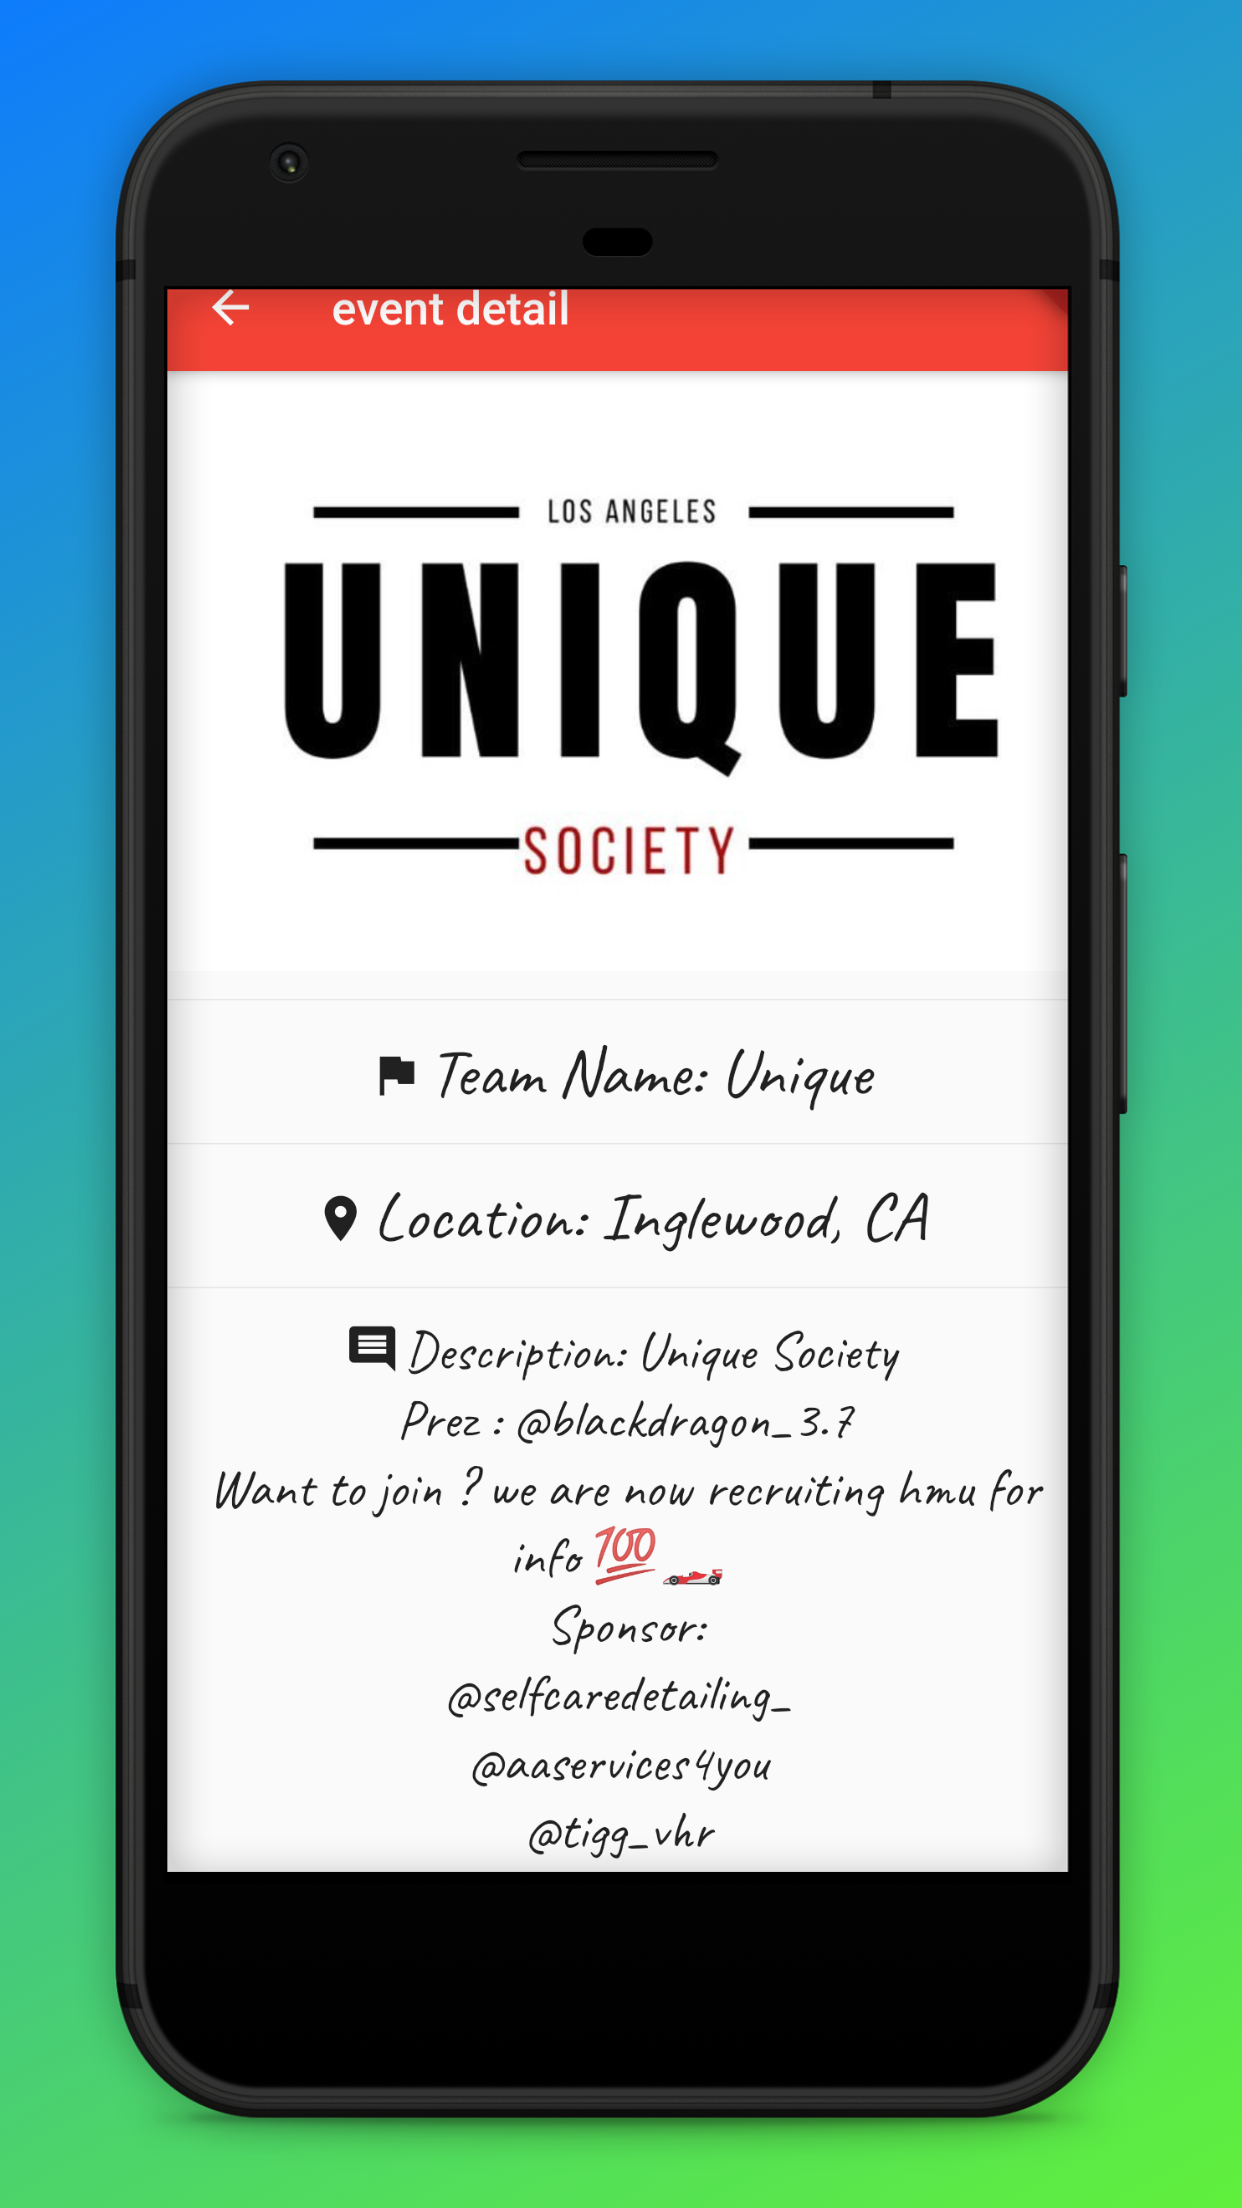 event detail
LOS ANGELES
UNIQUE
SOCIETY
Team Name: Unique
Location: Inglewood, CA
Description: Unique Society
Prez : @blackdragon_3.7
Want to join ? we are now recruiting hmu for
info 💯🏎
Sponsor:
@selfcaredetailing_
@aaservices4you
@tigg_vhr